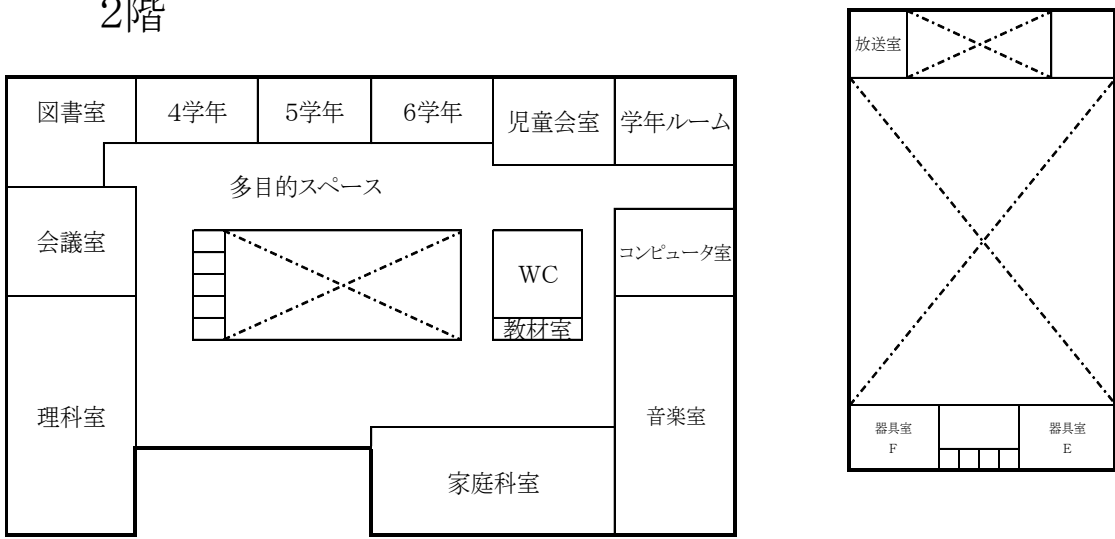 2階
図書室
4学年
5学年
6学年
児童会室
学年ルーム
多目的スペース
会議室
コンピュータ室
WC
教材室
理科室
音楽室
家庭科室
放送室
器具室
F
器具室
E